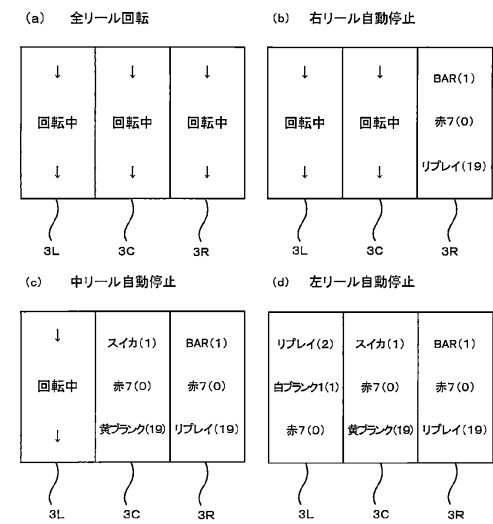 (a) 全リール回転
↓ ↓ ↓
回転中 回転中 回転中
↓ ↓ ↓
3L 3C 3R
(b) 右リール自動停止
↓ ↓ BAR(1)
回転中 回転中 赤7(0)
↓ ↓ リプレイ(19)
3L 3C 3R
(c) 中リール自動停止
↓ スイカ(1) BAR(1)
回転中 赤7(0) 赤7(0)
↓ 黄ブランク(19) リプレイ(19)
3L 3C 3R
(d) 左リール自動停止
リプレイ(2) スイカ(1) BAR(1)
白ブランク1(1) 赤7(0) 赤7(0)
赤7(0) 黄ブランク(19) リプレイ(19)
3L 3C 3R